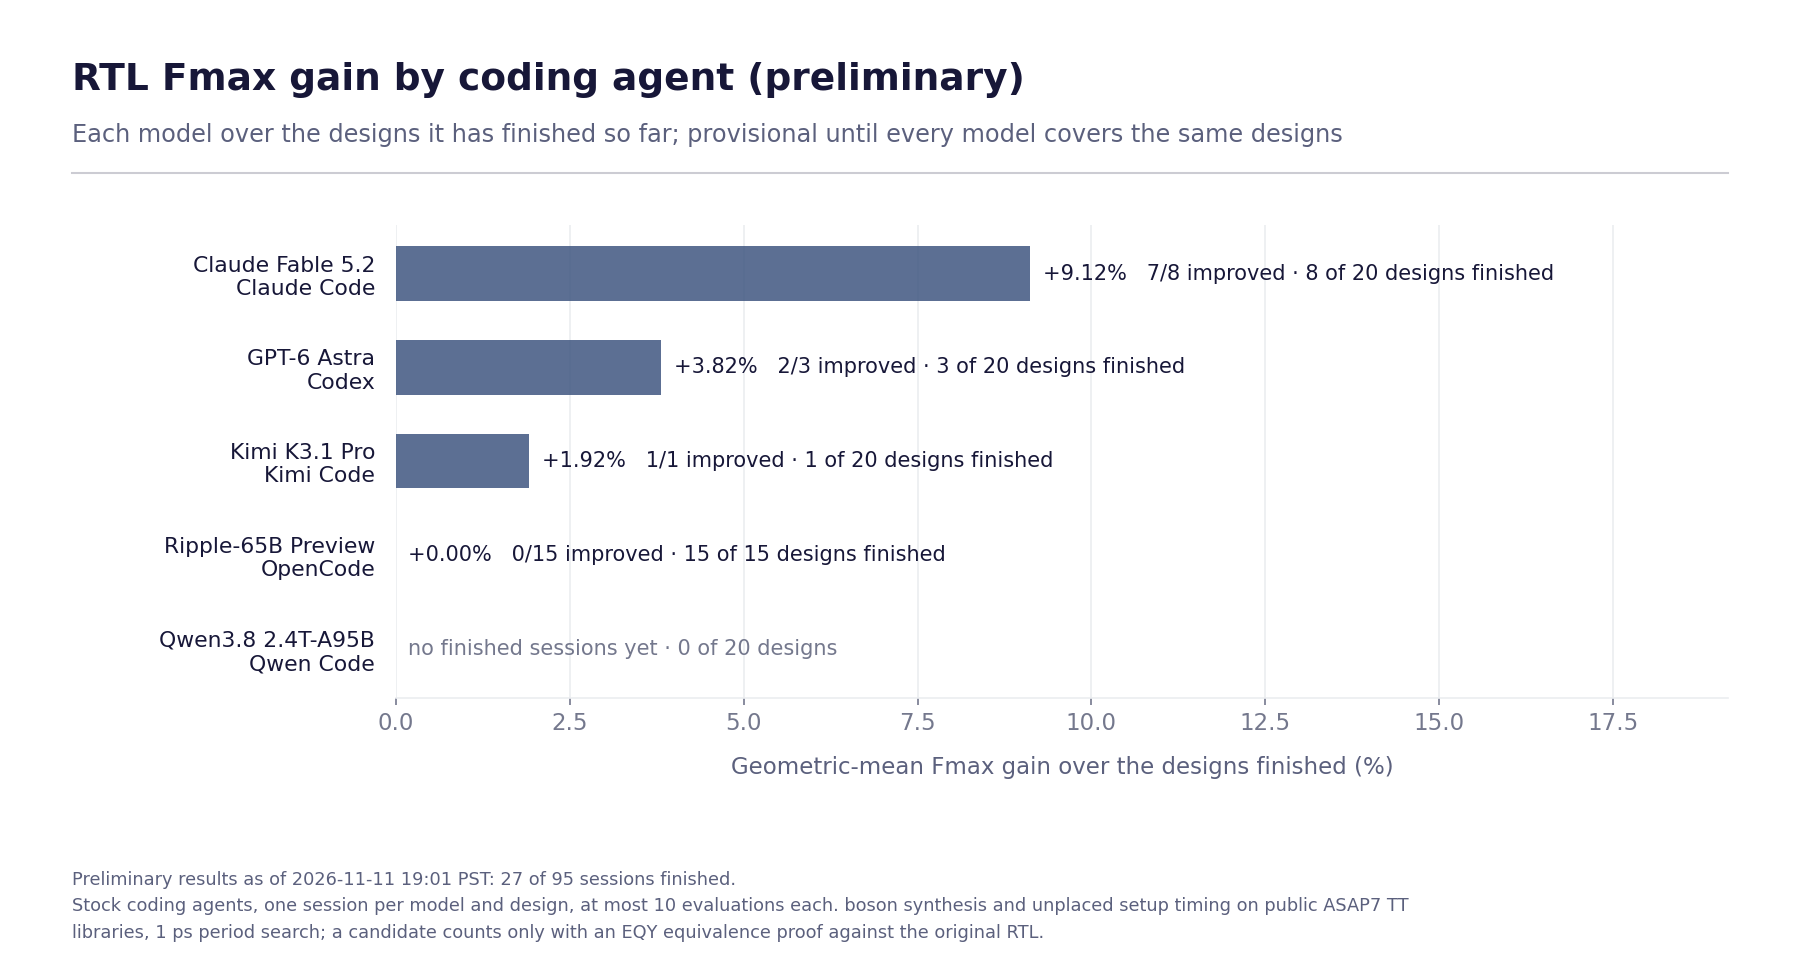 RTL Fmax gain by coding agent (preliminary)
Each model over the designs it has finished so far; provisional until every model covers the same designs
Claude Fable 5.2
Claude Code
+9.12% 7/8 improved · 8 of 20 designs finished
GPT-6 Astra
Codex
+3.82% 2/3 improved · 3 of 20 designs finished
Kimi K3.1 Pro
Kimi Code
+1.92% 1/1 improved · 1 of 20 designs finished
Ripple-65B Preview
OpenCode
+0.00% 0/15 improved · 15 of 15 designs finished
Qwen3.8 2.4T-A95B
Qwen Code
no finished sessions yet · 0 of 20 designs
0.0 2.5 5.0 7.5 10.0 12.5 15.0 17.5
Geometric-mean Fmax gain over the designs finished (%)
Preliminary results as of 2026-11-11 19:01 PST: 27 of 95 sessions finished.
Stock coding agents, one session per model and design, at most 10 evaluations each. boson synthesis and unplaced setup timing on public ASAP7 TT
libraries, 1 ps period search; a candidate counts only with an EQY equivalence proof against the original RTL.